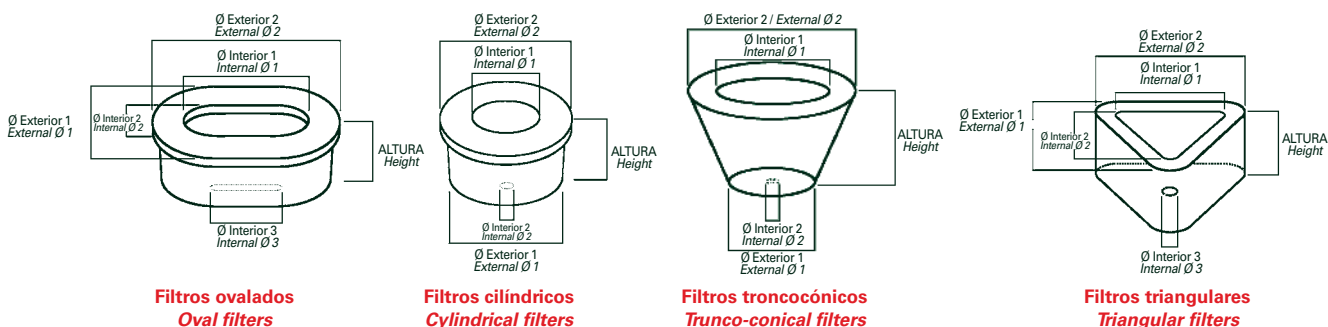 Ø Exterior 2
External Ø 2
Ø Interior 1
Internal Ø 1
Ø Exterior 1
External Ø 1
Ø Interior 2
Internal Ø 2
ALTURA
Height
Ø Interior 3
Internal Ø 3
Filtros ovalados
Oval filters
Ø Exterior 2
External Ø 2
Ø Interior 1
Internal Ø 1
ALTURA
Height
Ø Interior 2
Internal Ø 2
Ø Exterior 1
External Ø 1
Filtros cilíndricos
Cylindrical filters
Ø Exterior 2 / External Ø 2
Ø Interior 1
Internal Ø 1
ALTURA
Height
Ø Interior 2
Internal Ø 2
Ø Exterior 1
External Ø 1
Filtros troncocónicos
Trunco-conical filters
Ø Exterior 2
External Ø 2
Ø Interior 1
Internal Ø 1
Ø Exterior 1
External Ø 1
Ø Interior 2
Internal Ø 2
ALTURA
Height
Ø Interior 3
Internal Ø 3
Filtros triangulares
Triangular filters